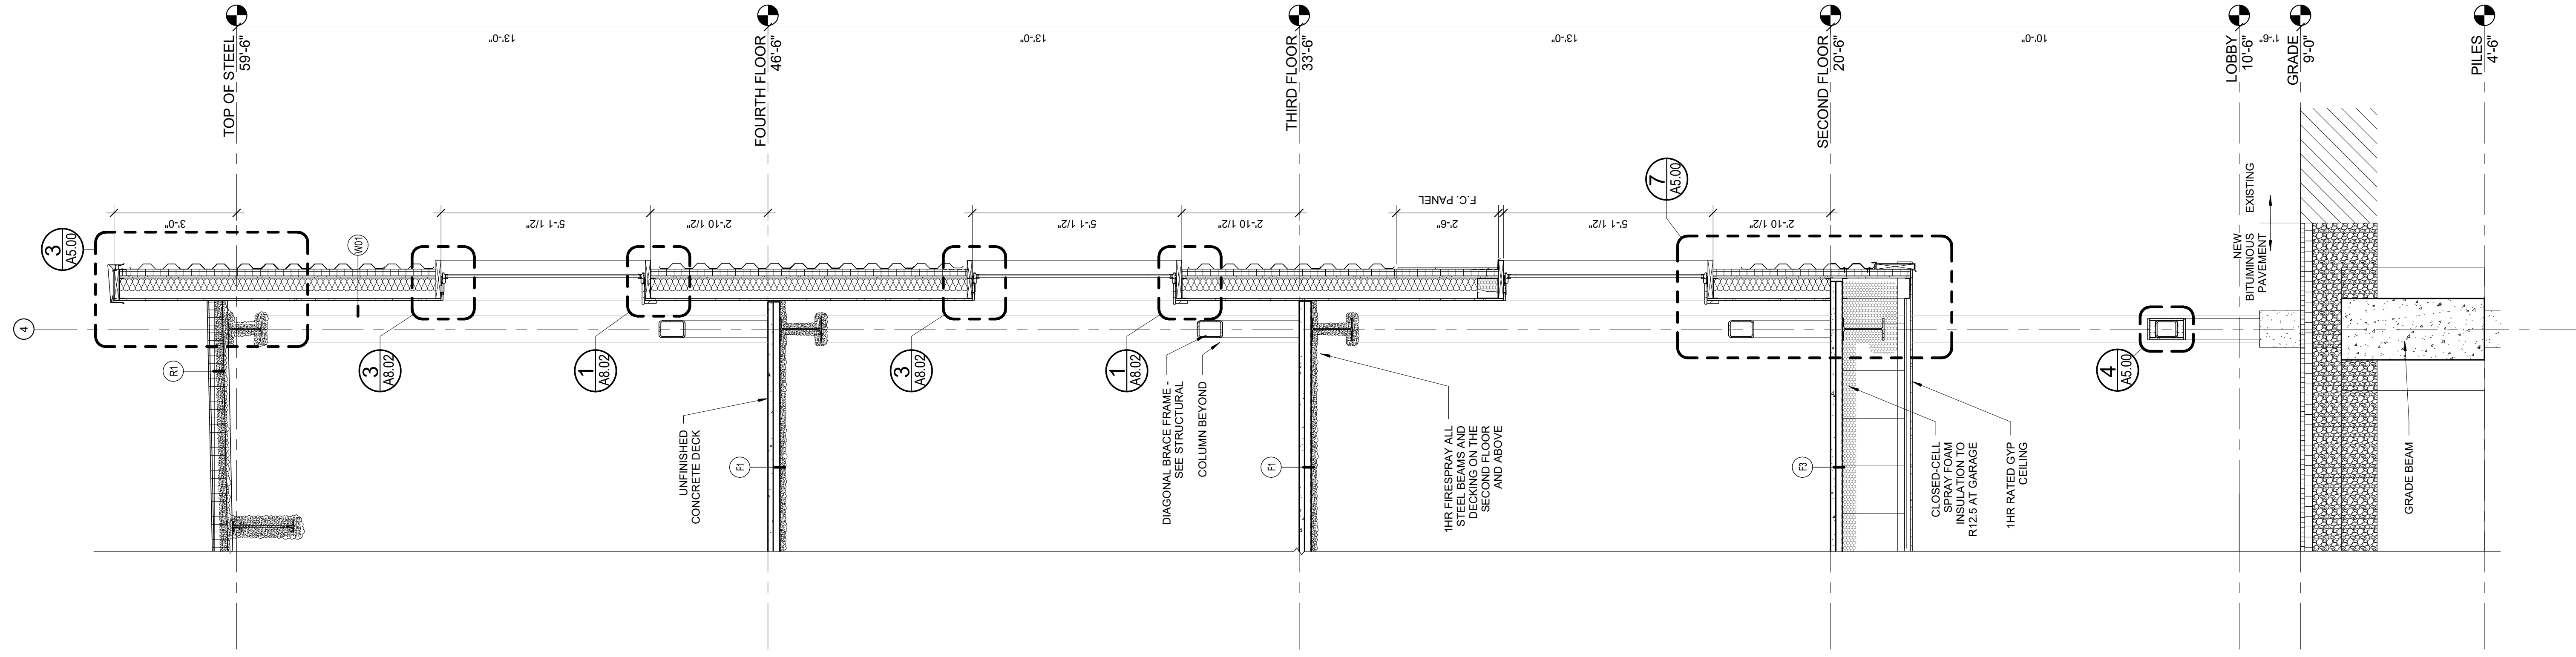 TOP OF STEEL
59'-6"
FOURTH FLOOR
46'-6"
THIRD FLOOR
33'-6"
SECOND FLOOR
20'-6"
LOBBY
10'-6"
GRADE
9'-0"
PILES
4'-6"
13'-0"
13'-0"
13'-0"
10'-0"
1'-6"
3'-0"
5'-1 1/2"
2'-10 1/2"
5'-1 1/2"
2'-10 1/2"
2'-6"
F.C. PANEL
5'-1 1/2"
2'-10 1/2"
3
A5.00
W01
7
A5.00
NEW
BITUMINOUS
PAVEMENT
EXISTING
4
R1
3
A8.02
1
A8.02
3
A8.02
1
A8.02
4
A5.00
UNFINISHED
CONCRETE DECK
F1
DIAGONAL BRACE FRAME -
SEE STRUCTURAL
COLUMN BEYOND
F1
1HR FIRESPRAY ALL
STEEL BEAMS AND
DECKING ON THE
SECOND FLOOR
AND ABOVE
F3
CLOSED-CELL
SPRAY FOAM
INSULATION TO
R12.5 AT GARAGE
1HR RATED GYP
CEILING
GRADE BEAM